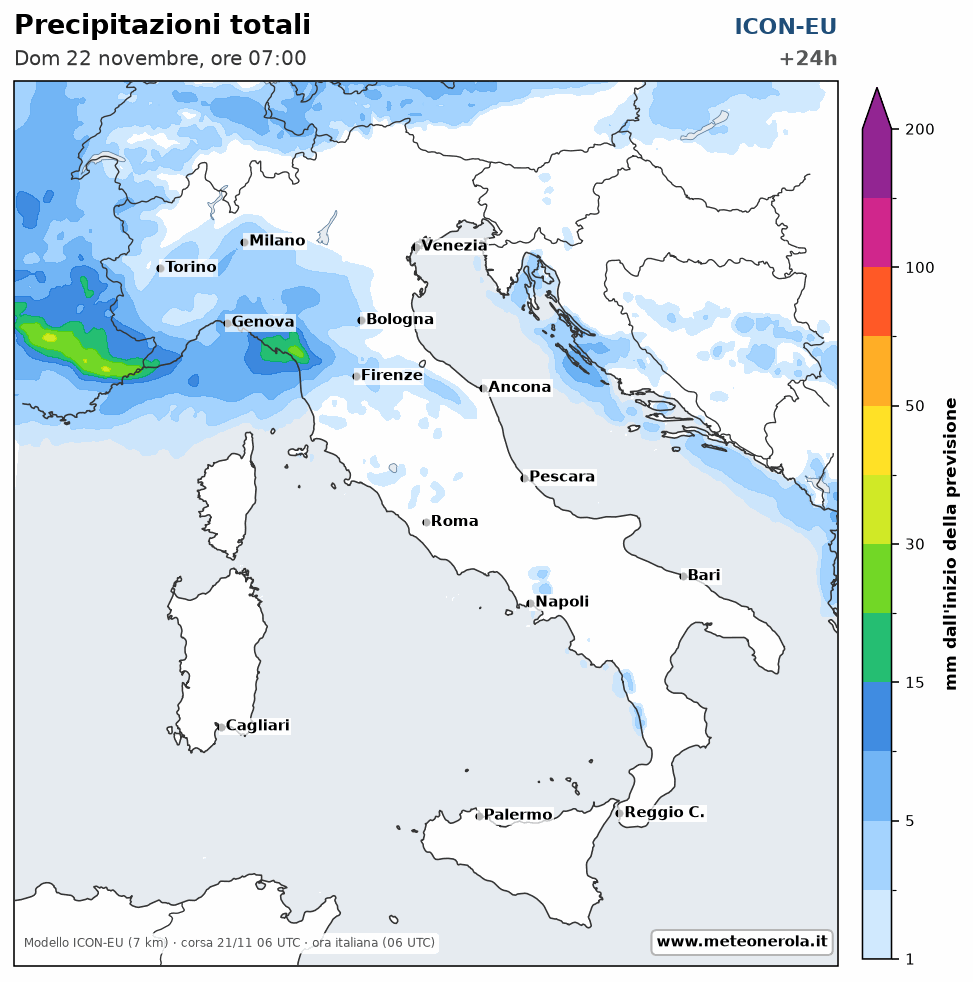 Precipitazioni totali
ICON-EU
Dom 22 novembre, ore 07:00
+24h
200
100
50
30
15
5
1
mm dall'inizio della previsione
Milano
Venezia
Torino
Genova
Bologna
Firenze
Ancona
Pescara
Roma
Bari
Napoli
Cagliari
Palermo
Reggio C.
Modello ICON-EU (7 km) · corsa 21/11 06 UTC · ora italiana (06 UTC)
www.meteonerola.it